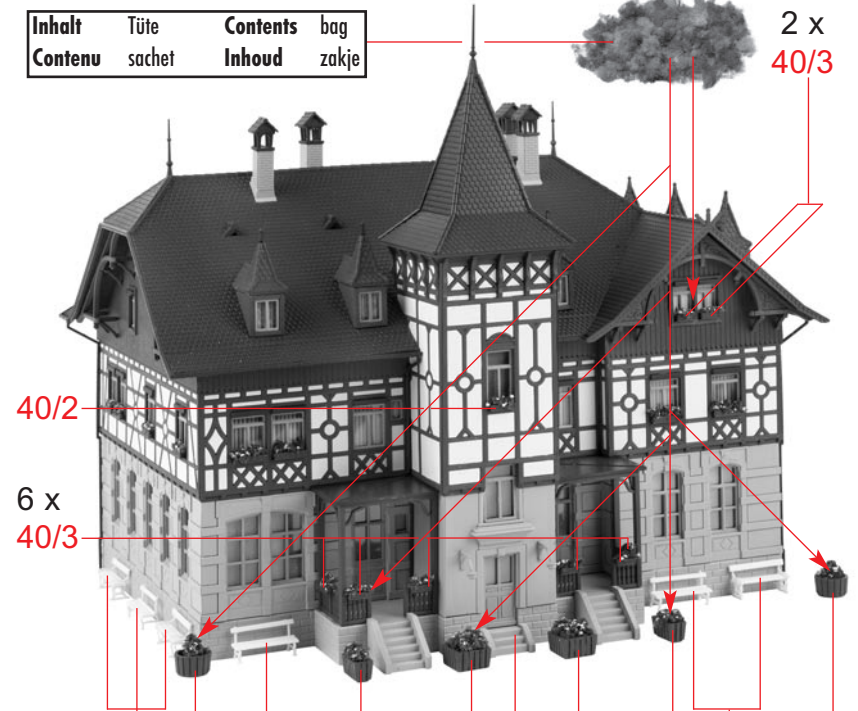 Inhalt Tüte Contents bag
Contenu sachet Inhoud zakje
2 x
40/3
40/2
6 x
40/3